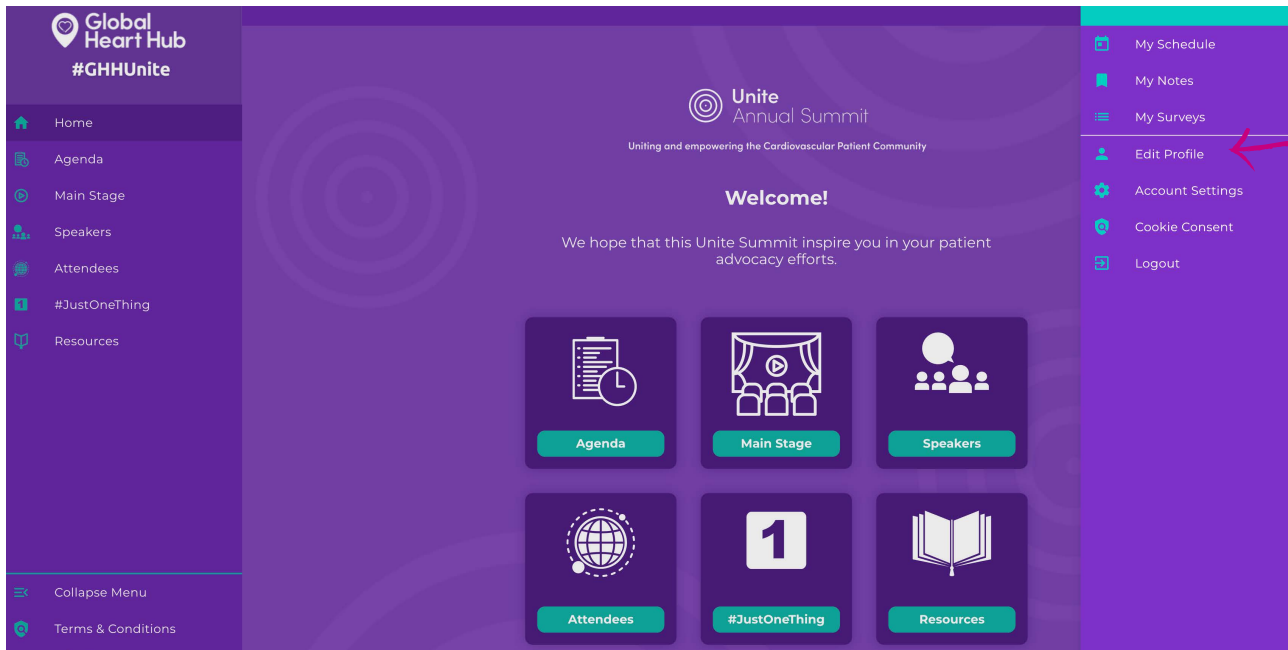 Global
Heart Hub
#GHHUnite
Home
Agenda
Main Stage
Speakers
Attendees
#JustOneThing
Resources
Collapse Menu
Terms & Conditions
Unite
Annual Summit
Uniting and empowering the Cardiovascular Patient Community
Welcome!
We hope that this Unite Summit inspire you in your patient
advocacy efforts.
Agenda
Main Stage
Speakers
1
Attendees
#JustOneThing
Resources
My Schedule
My Notes
My Surveys
Edit Profile
Account Settings
Cookie Consent
Logout